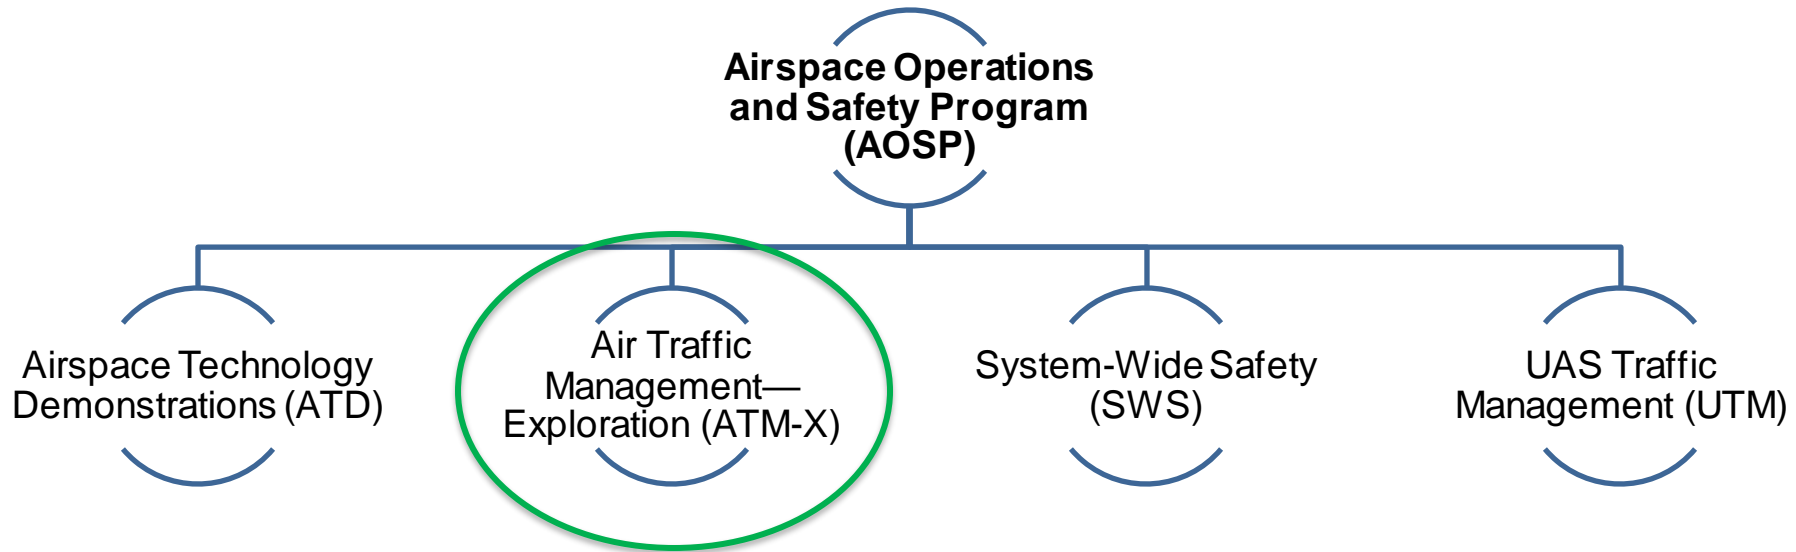 Airspace Operations
and Safety Program
(AOSP)
Airspace Technology
Demonstrations (ATD)
Air Traffic
Management—
Exploration (ATM-X)
System-Wide Safety
(SWS)
UAS Traffic
Management (UTM)